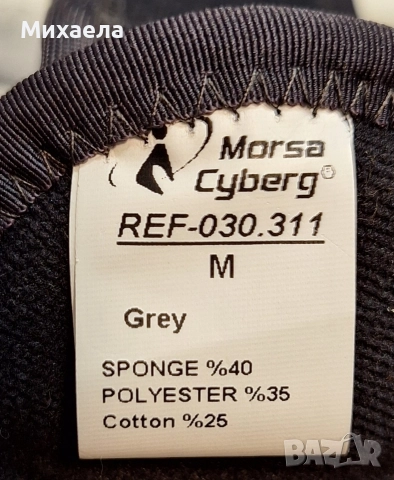 Михаела
Morsa
Cyberg®
REF-030.311
M
Grey
SPONGE %40
POLYESTER %35
Cotton %25
BAZAR